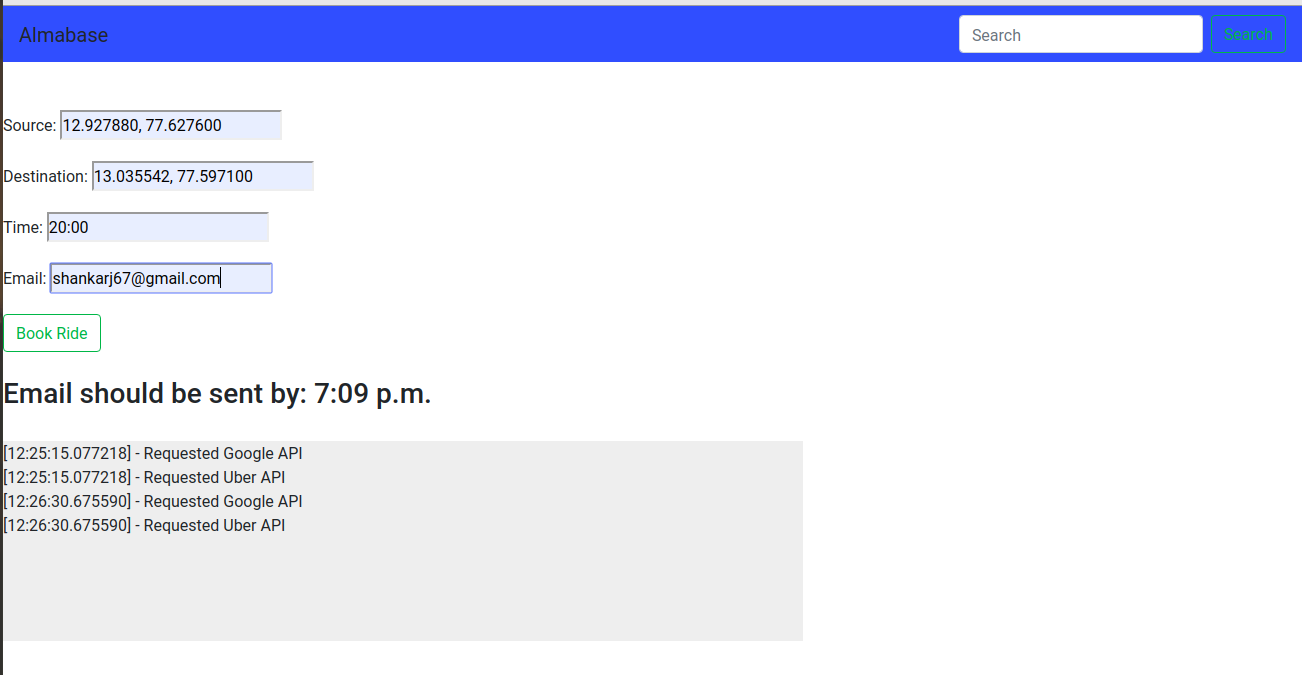 Almabase Search Search
Source: 12.927880, 77.627600
Destination: 13.035542, 77.597100
Time: 20:00
Email: shankarj67@gmail.com
Book Ride
Email should be sent by: 7:09 p.m.
[12:25:15.077218] - Requested Google API
[12:25:15.077218] - Requested Uber API
[12:26:30.675590] - Requested Google API
[12:26:30.675590] - Requested Uber API